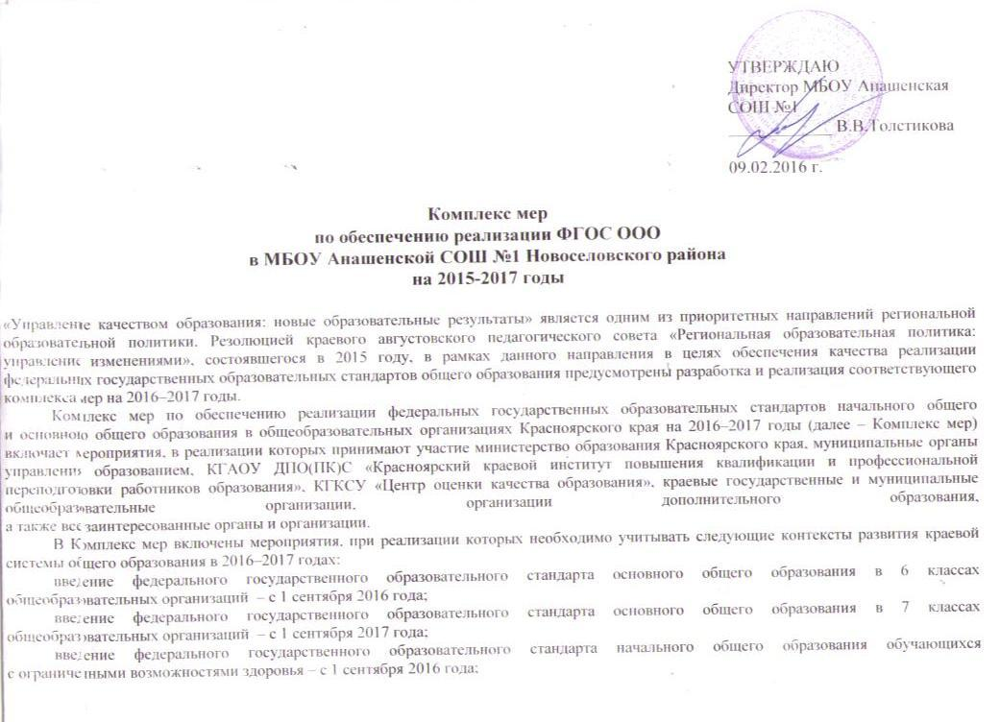 УТВЕРЖДАЮ
Директор МБОУ Анашенская
СОШ №1
____________ В.В.Толстикова
09.02.2016 г.
Комплекс мер
по обеспечению реализации ФГОС ООО
в МБОУ Анашенской СОШ №1 Новоселовского района
на 2015-2017 годы
«Управление качеством образования: новые образовательные результаты» является одним из приоритетных направлений региональной
образовательной политики. Резолюцией краевого августовского педагогического совета «Региональная образовательная политика:
управление изменениями», состоявшегося в 2015 году, в рамках данного направления в целях обеспечения качества реализации
федеральных государственных образовательных стандартов общего образования предусмотрены разработка и реализация соответствующего
комплекса мер на 2016–2017 годы.
Комплекс мер по обеспечению реализации федеральных государственных образовательных стандартов начального общего
и основного общего образования в общеобразовательных организациях Красноярского края на 2016–2017 годы (далее – Комплекс мер)
включает мероприятия, в реализации которых принимают участие министерство образования Красноярского края, муниципальные органы
управления образованием, КГАОУ ДПО(ПК)С «Красноярский краевой институт повышения квалификации и профессиональной
переподготовки работников образования», КГКСУ «Центр оценки качества образования», краевые государственные и муниципальные
общеобразовательные организации, организации дополнительного образования,
а также все заинтересованные органы и организации.
В Комплекс мер включены мероприятия, при реализации которых необходимо учитывать следующие контексты развития краевой
системы общего образования в 2016–2017 годах:
введение федерального государственного образовательного стандарта основного общего образования в 6 классах
общеобразовательных организаций – с 1 сентября 2016 года;
введение федерального государственного образовательного стандарта основного общего образования в 7 классах
общеобразовательных организаций – с 1 сентября 2017 года;
введение федерального государственного образовательного стандарта начального общего образования обучающихся
с ограниченными возможностями здоровья – с 1 сентября 2016 года;